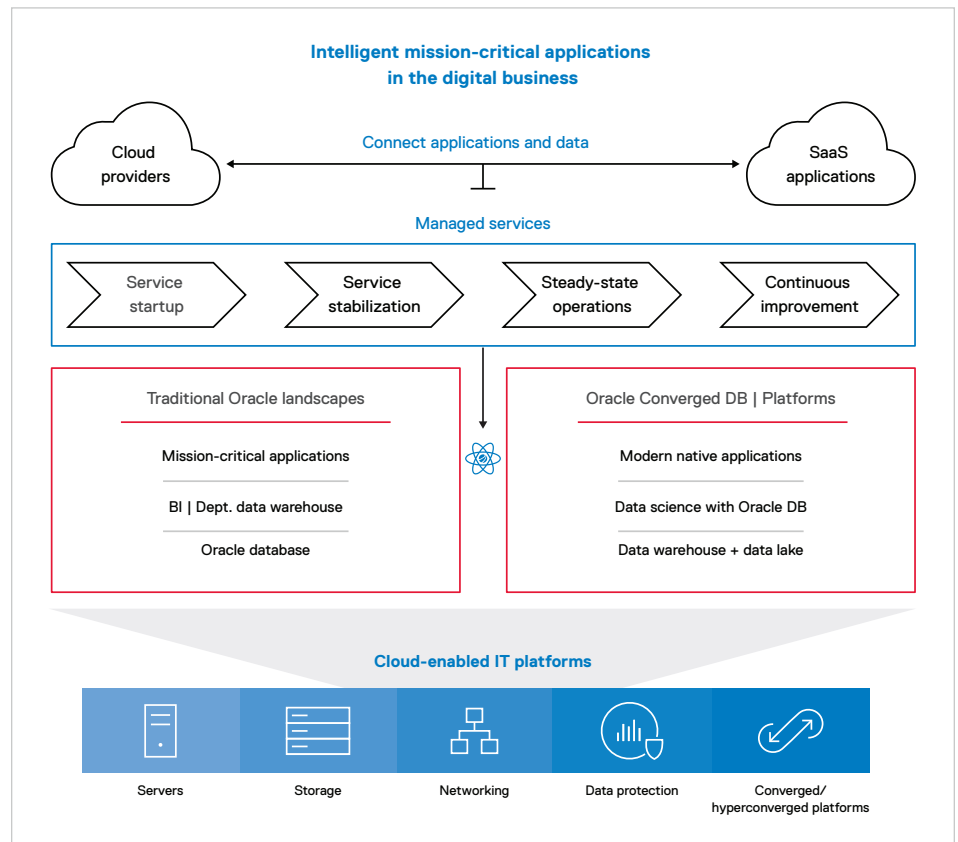 Intelligent mission-critical applications
in the digital business
Connect applications and data
Cloud
providers
SaaS
applications
Managed services
Service
startup
Service
stabilization
Steady-state
operations
Continuous
improvement
Traditional Oracle landscapes
Mission-critical applications
BI | Dept. data warehouse
Oracle database
Oracle Converged DB | Platforms
Modern native applications
Data science with Oracle DB
Data warehouse + data lake
Cloud-enabled IT platforms
Servers
Storage
Networking
Data protection
Converged/
hyperconverged platforms